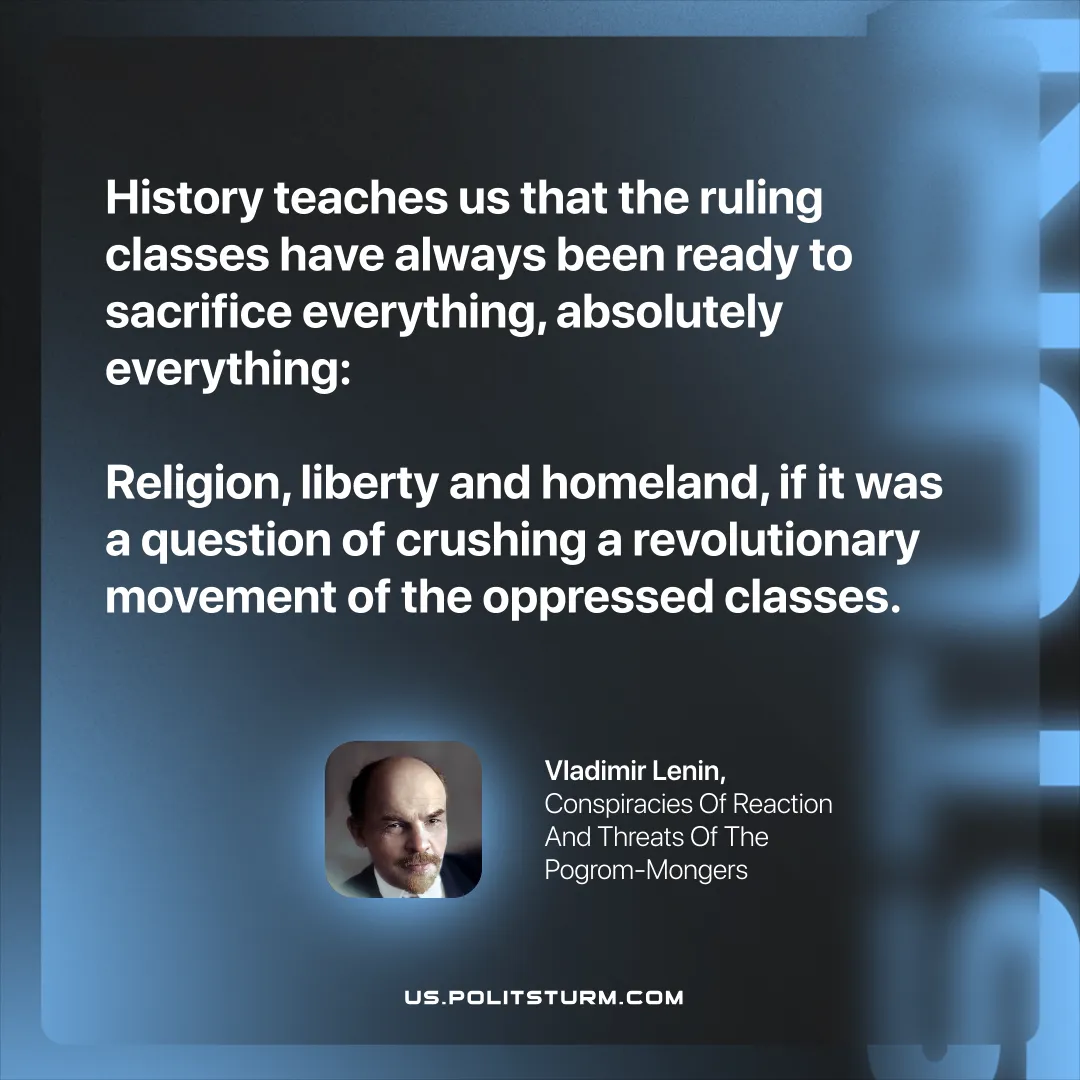 History teaches us that the ruling
classes have always been ready to
sacrifice everything, absolutely
everything:
Religion, liberty and homeland, if it was
a question of crushing a revolutionary
movement of the oppressed classes.
Vladimir Lenin,
Conspiracies Of Reaction
And Threats Of The
Pogrom-Mongers
US.POLITSTURM.COM